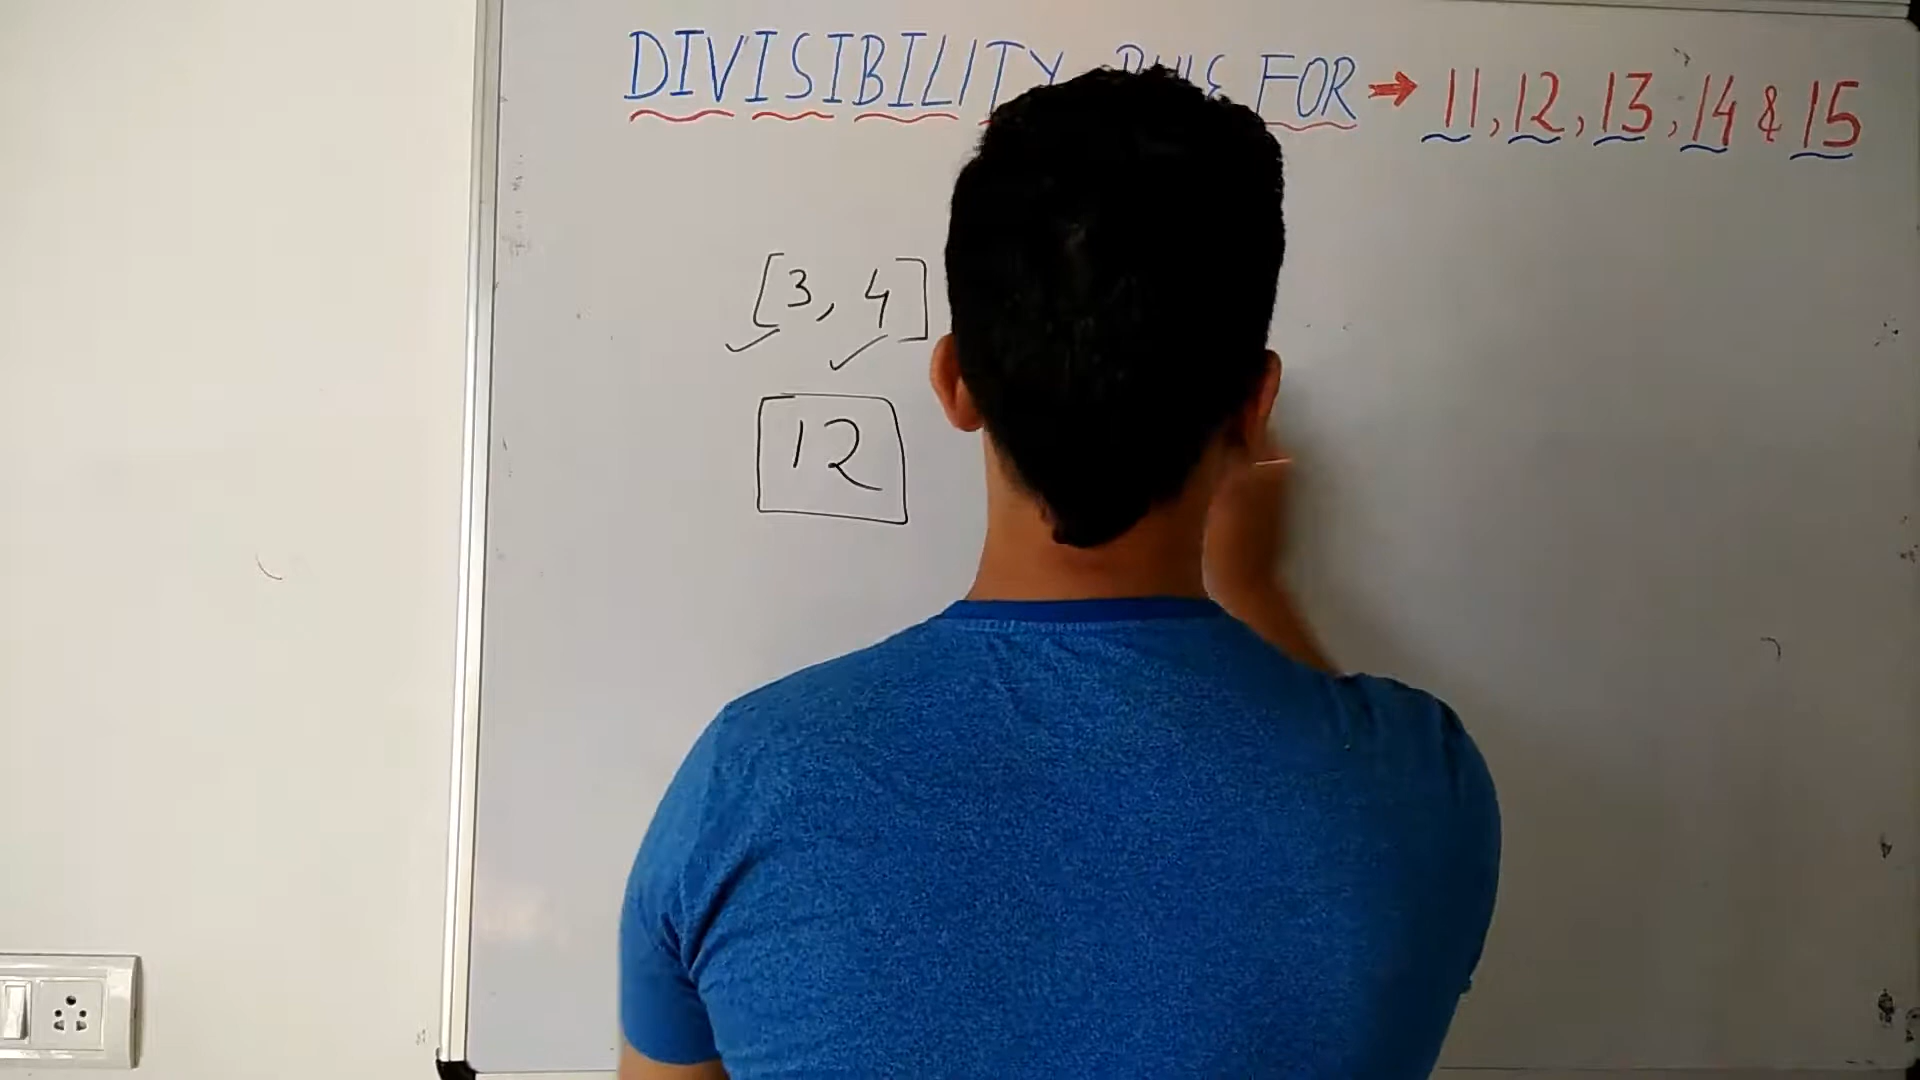 DIVISIBILITY FOR → 11, 12, 13, 14 & 15
[3, 4]
✓ ✓
12